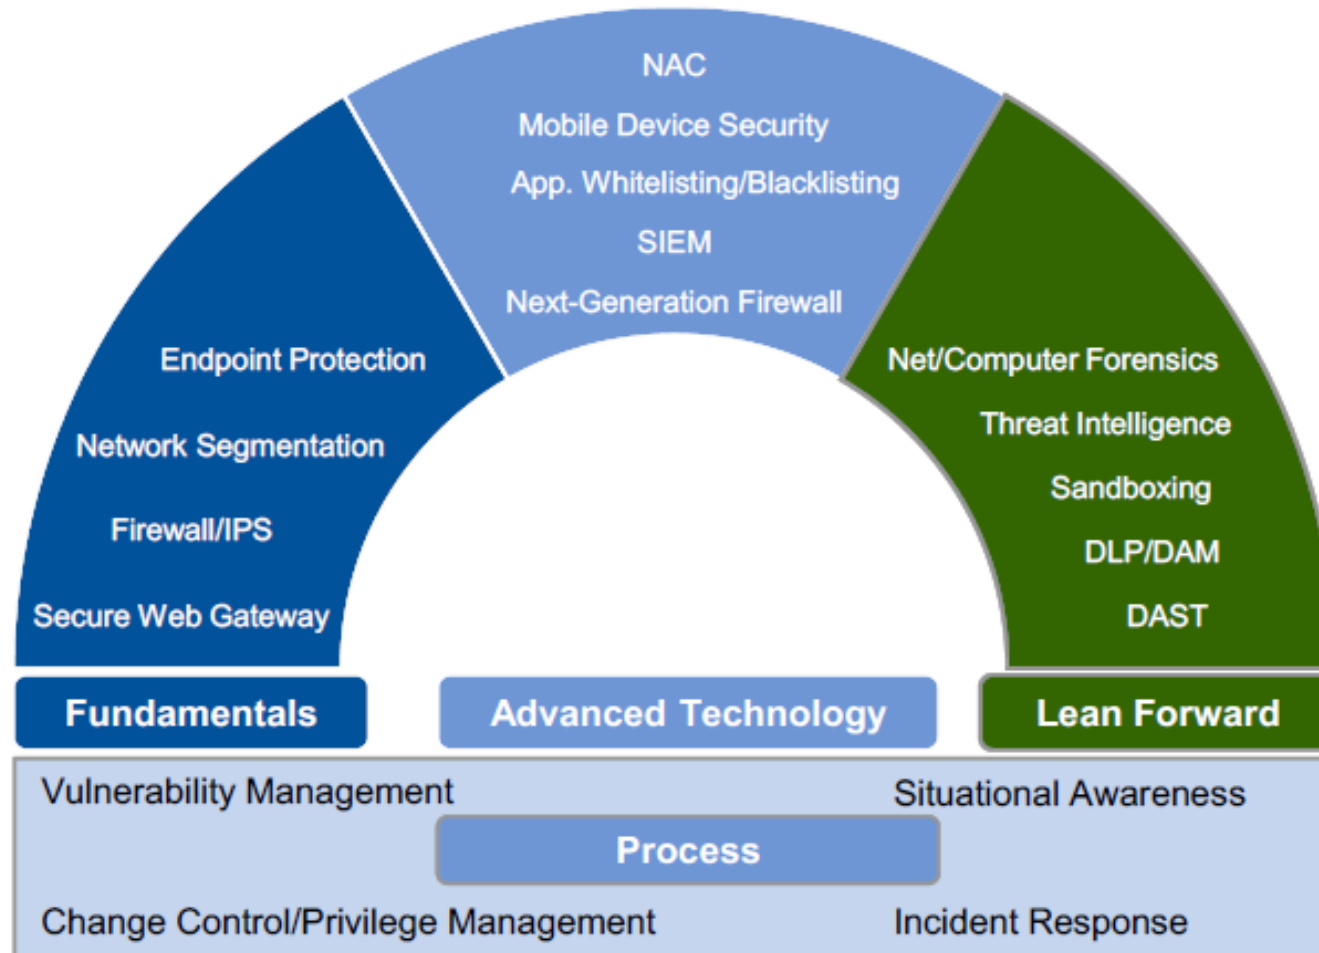 NAC
Mobile Device Security
App. Whitelisting/Blacklisting
SIEM
Next-Generation Firewall
Endpoint Protection
Network Segmentation
Firewall/IPS
Secure Web Gateway
Net/Computer Forensics
Threat Intelligence
Sandboxing
DLP/DAM
DAST
Fundamentals
Advanced Technology
Lean Forward
Vulnerability Management
Situational Awareness
Process
Change Control/Privilege Management
Incident Response